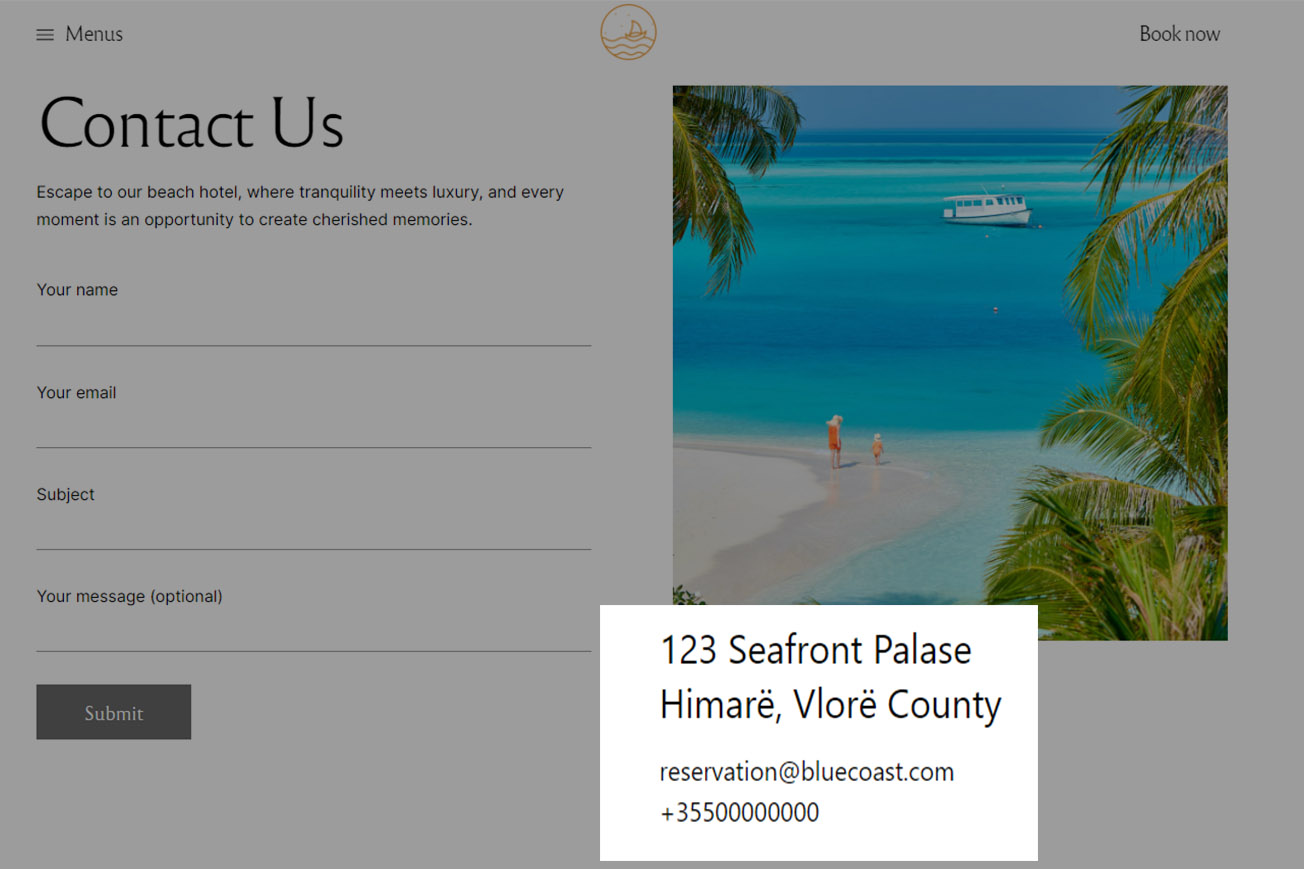 Menus
Book now
Contact Us
Escape to our beach hotel, where tranquility meets luxury, and every
moment is an opportunity to create cherished memories.
Your name
Your email
Subject
Your message (optional)
Submit
123 Seafront Palase
Himarë, Vlorë County
reservation@bluecoast.com
+35500000000